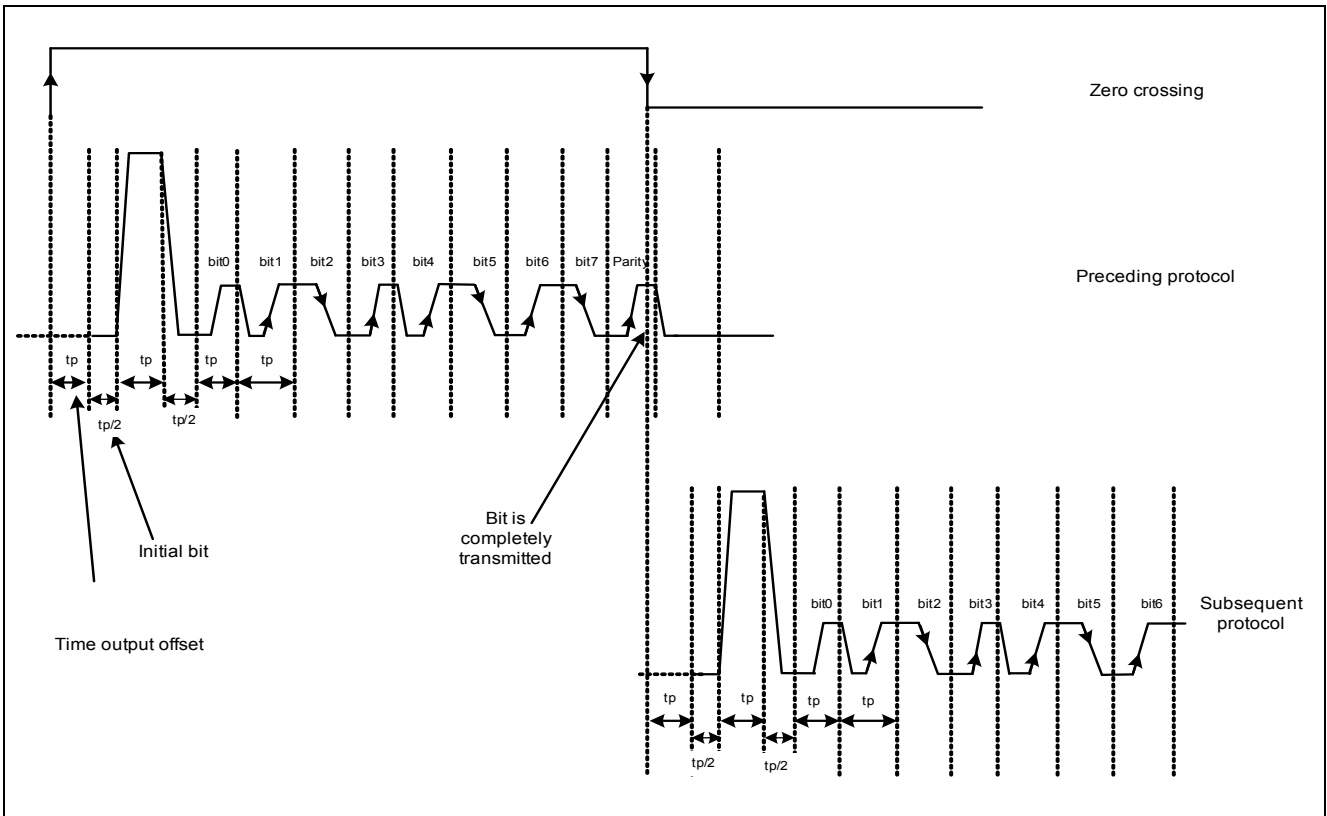 Zero crossing
Preceding protocol
bit0 bit1 bit2 bit3 bit4 bit5 bit6 bit7 Parity
tp tp tp tp
tp/2 tp/2
Initial bit
Time output offset
Bit is
completely
transmitted
bit0 bit1 bit2 bit3 bit4 bit5 bit6
Subsequent
protocol
tp tp tp tp
tp/2 tp/2